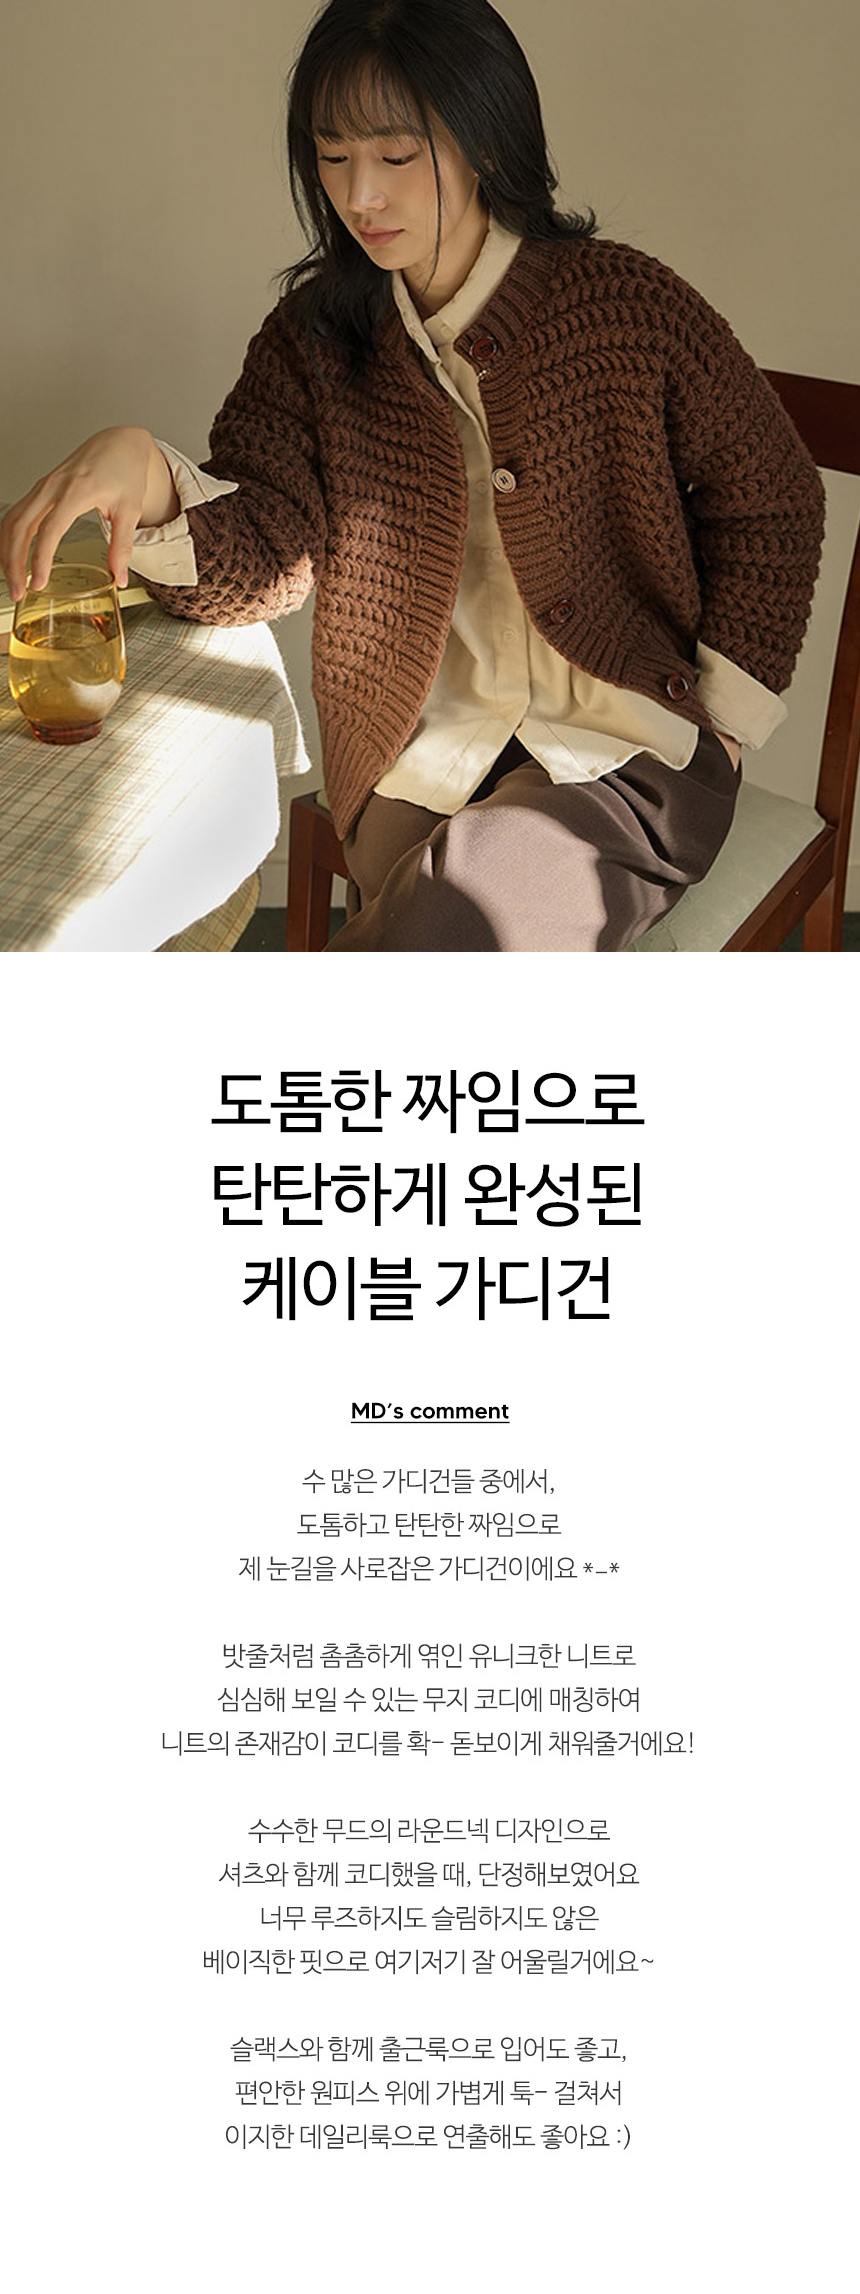 도톰한 짜임으로
탄탄하게 완성된
케이블 가디건
MD's comment
수 많은 가디건들 중에서,
도톰하고 탄탄한 짜임으로
제 눈길을 사로잡은 가디건이에요 *-*
밧줄처럼 촘촘하게 엮인 유니크한 니트로
심심해 보일 수 있는 무지 코디에 매칭하여
니트의 존재감이 코디를 확- 돋보이게 채워줄거에요!
수수한 무드의 라운드넥 디자인으로
셔츠와 함께 코디했을 때, 단정해보였어요
너무 루즈하지도 슬림하지도 않은
베이직한 핏으로 여기저기 잘 어울릴거에요~
슬랙스와 함께 출근룩으로 입어도 좋고,
편안한 원피스 위에 가볍게 툭- 걸쳐서
이지한 데일리룩으로 연출해도 좋아요 :)